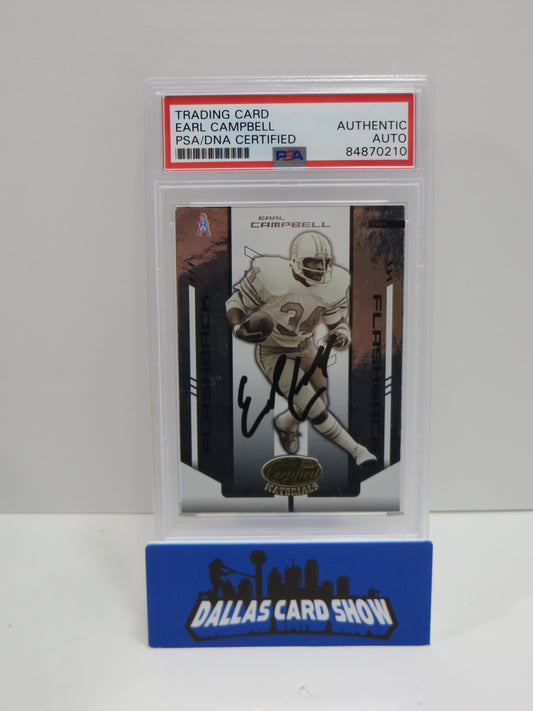 TRADING CARD
EARL CAMPBELL
PSA/DNA CERTIFIED
AUTHENTIC
AUTO
84870210
PSA
EARL
CAMPBELL
34
FLASHBACK
FLASHBACK
Certified
MATERIALS
DALLAS CARD SHOW